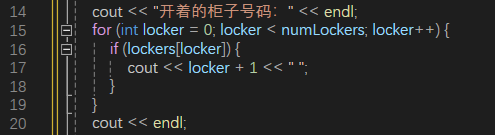 14 cout << "开着的柜子号码：" << endl;
15 for (int locker = 0; locker < numLockers; locker++) {
16 if (lockers[locker]) {
17 cout << locker + 1 << " ";
18 }
19 }
20 cout << endl;